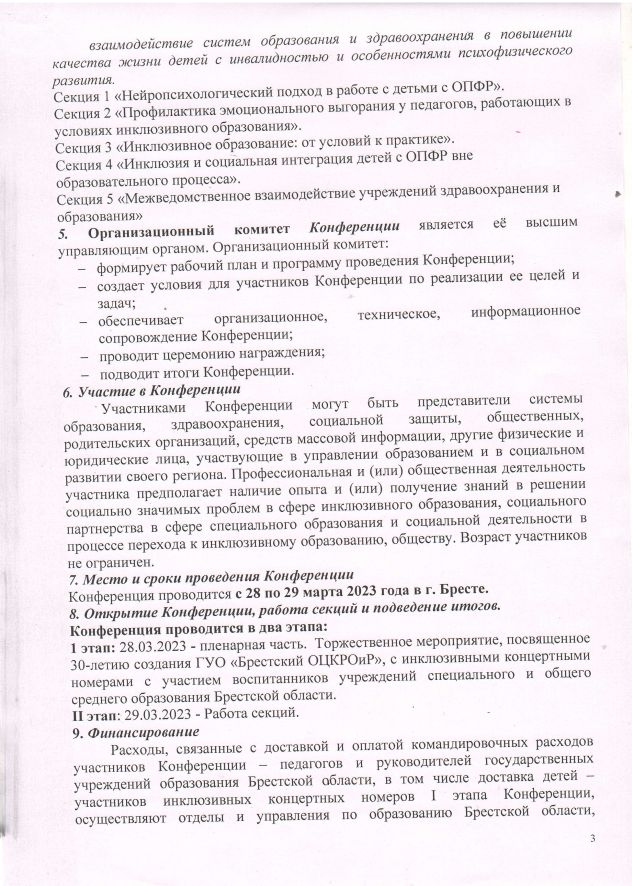 взаимодействие систем образования и здравоохранения в повышении
качества жизни детей с инвалидностью и особенностями психофизического
развития.
Секция 1 «Нейропсихологический подход в работе с детьми с ОПФР».
Секция 2 «Профилактика эмоционального выгорания у педагогов, работающих в
условиях инклюзивного образования».
Секция 3 «Инклюзивное образование: от условий к практике».
Секция 4 «Инклюзия и социальная интеграция детей с ОПФР вне
образовательного процесса».
Секция 5 «Межведомственное взаимодействие учреждений здравоохранения и
образования»
5. Организационный комитет Конференции является её высшим
управляющим органом. Организационный комитет:
– формирует рабочий план и программу проведения Конференции;
– создает условия для участников Конференции по реализации ее целей и
задач;
– обеспечивает организационное, техническое, информационное
сопровождение Конференции;
– проводит церемонию награждения;
– подводит итоги Конференции.
6. Участие в Конференции
Участниками Конференции могут быть представители системы
образования, здравоохранения, социальной защиты, общественных,
родительских организаций, средств массовой информации, другие физические и
юридические лица, участвующие в управлении образованием и в социальном
развитии своего региона. Профессиональная и (или) общественная деятельность
участника предполагает наличие опыта и (или) получение знаний в решении
социально значимых проблем в сфере инклюзивного образования, социального
партнерства в сфере специального образования и социальной деятельности в
процессе перехода к инклюзивному образованию, обществу. Возраст участников
не ограничен.
7. Место и сроки проведения Конференции
Конференция проводится с 28 по 29 марта 2023 года в г. Бресте.
8. Открытие Конференции, работа секций и подведение итогов.
Конференция проводится в два этапа:
1 этап: 28.03.2023 - пленарная часть. Торжественное мероприятие, посвященное
30-летию создания ГУО «Брестский ОЦКРОиР», с инклюзивными концертными
номерами с участием воспитанников учреждений специального и общего
среднего образования Брестской области.
II этап: 29.03.2023 - Работа секций.
9. Финансирование
Расходы, связанные с доставкой и оплатой командировочных расходов
участников Конференции – педагогов и руководителей государственных
учреждений образования Брестской области, в том числе доставка детей –
участников инклюзивных концертных номеров I этапа Конференции,
осуществляют отделы и управления по образованию Брестской области,
3